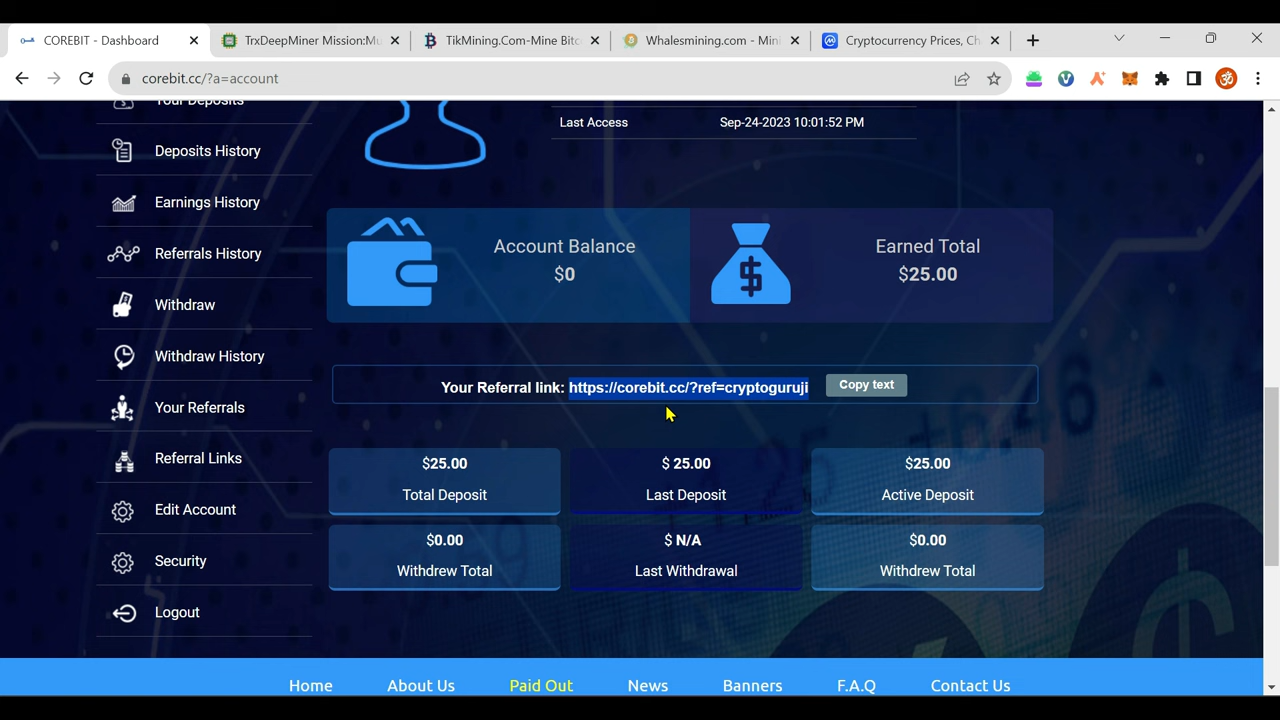 COREBIT - Dashboard
TrxDeepMiner Mission:Mu
TikMining.Com-Mine Bitc
Whalesmining.com - Mini
Cryptocurrency Prices, Ch
corebit.cc/?a=account
Your Deposits
Last Access Sep-24-2023 10:01:52 PM
Deposits History
Earnings History
Referrals History
Withdraw
Withdraw History
Your Referrals
Referral Links
Edit Account
Security
Logout
Account Balance
$0
Earned Total
$25.00
Your Referral link: https://corebit.cc/?ref=cryptoguruji Copy text
$25.00
Total Deposit
$ 25.00
Last Deposit
$25.00
Active Deposit
$0.00
Withdrew Total
$ N/A
Last Withdrawal
$0.00
Withdrew Total
Home About Us Paid Out News Banners F.A.Q Contact Us